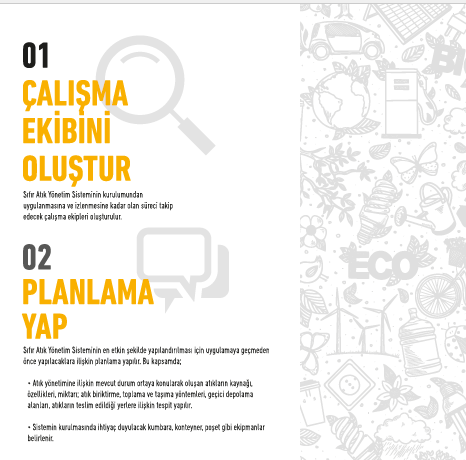 01
ÇALIŞMA
EKİBİNİ
OLUŞTUR
Sıfır Atık Yönetim Sisteminin kurulumundan
uygulanmasına ve izlenmesine kadar olan süreci takip
edecek çalışma ekipleri oluşturulur.
02
PLANLAMA
YAP
Sıfır Atık Yönetim Sisteminin en etkin şekilde yapılandırılması için uygulamaya geçmeden
önce yapılacaklara ilişkin planlama yapılır. Bu kapsamda;
• Atık yönetimine ilişkin mevcut durum ortaya konularak oluşan atıkların kaynağı,
özellikleri, miktarı; atık biriktirme, toplama ve taşıma yöntemleri, geçici depolama
alanları, atıkların teslim edildiği yerlere ilişkin tespit yapılır.
• Sistemin kurulmasında ihtiyaç duyulacak kumbara, konteyner, poşet gibi ekipmanlar
belirlenir.
BI
ECO